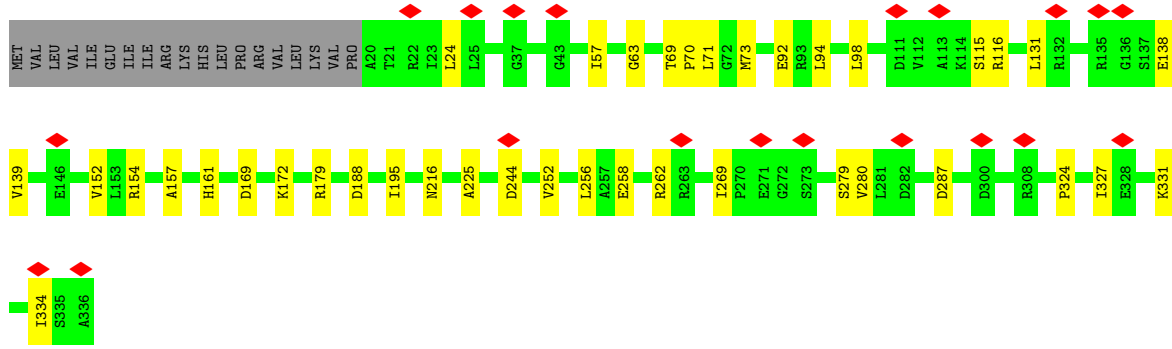 MET VAL LEU VAL ILE GLU ILE ILE ARG LYS HIS LEU PRO ARG VAL LEU LYS VAL PRO A20 T21 R22 I23 L24 L25 G37 G43 I57 G63 T69 P70 L71 G72 M73 E92 R93 L94 L98 D111 V112 A113 K114 S115 R116 L131 R132 R135 G136 S137 E138
V139 E146 V152 L153 R154 A157 H161 D169 K172 R179 D188 I195 N216 A225 D244 V252 L256 A257 E258 R262 R263 I269 P270 E271 G272 S273 S279 V280 L281 D282 D287 D300 R308 P324 I327 E328 K331
I334 S335 A336